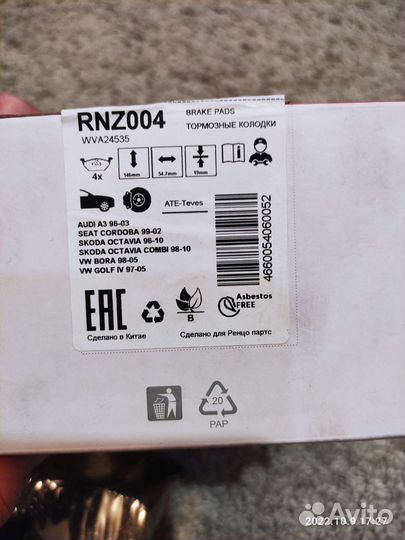 RNZ004
BRAKE PADS
WVA24535
ТОРМОЗНЫЕ КОЛОДКИ
4x
146mm
54.7mm
19mm
ATE-Teves
AUDI A3 96-03
SEAT CORDOBA 99-02
SKODA OCTAVIA 96-10
SKODA OCTAVIA COMBI 98-10
VW BORA 98-05
VW GOLF IV 97-05
4660054060052
EAC
B
Asbestos
FREE
Сделано в Китае
Сделано для Ренцо партс
20
PAP
2022.10.9 17:27
Avito